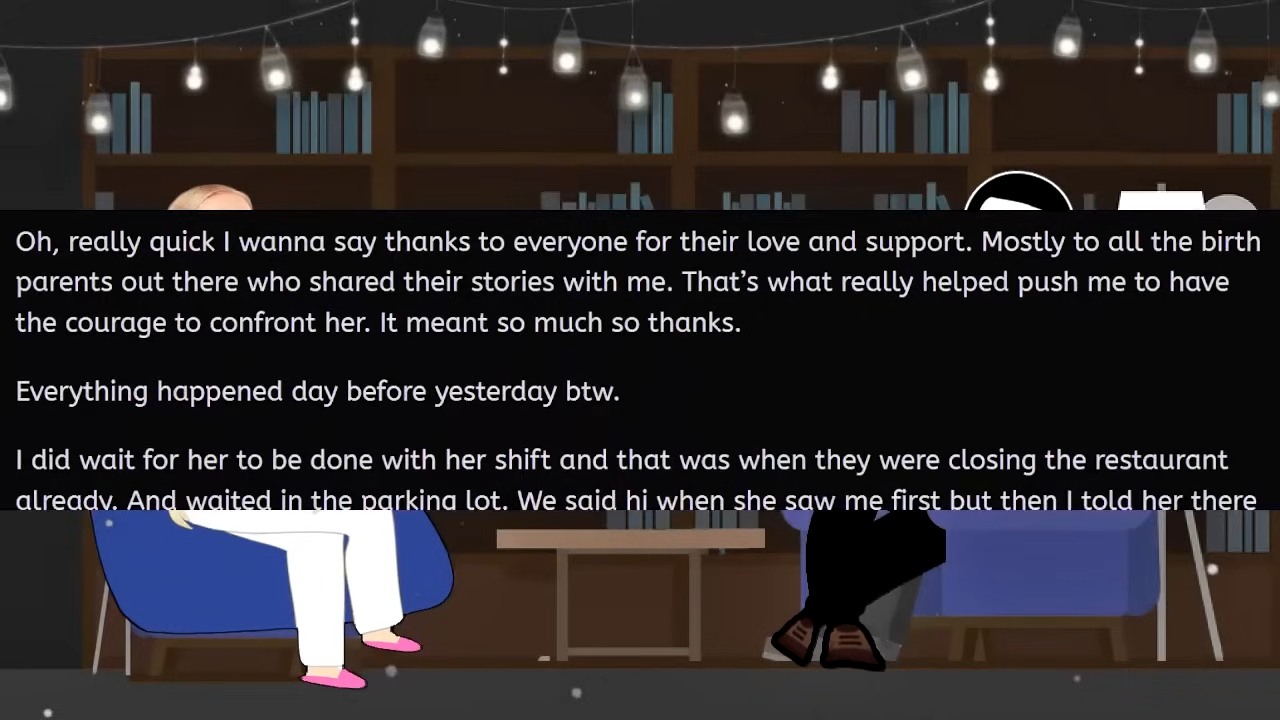 Oh, really quick I wanna say thanks to everyone for their love and support. Mostly to all the birth
parents out there who shared their stories with me. That’s what really helped push me to have
the courage to confront her. It meant so much so thanks.
Everything happened day before yesterday btw.
I did wait for her to be done with her shift and that was when they were closing the restaurant
already. And waited in the parking lot. We said hi when she saw me first but then I told her there